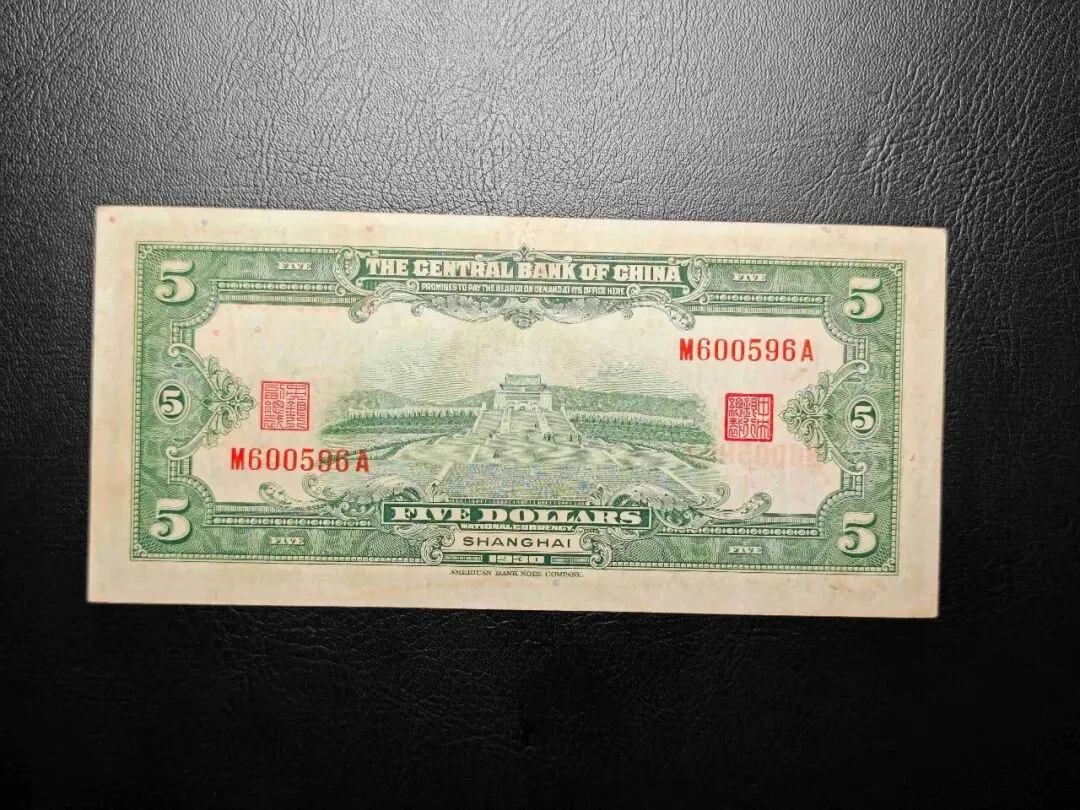 5 FIVE THE CENTRAL BANK OF CHINA FIVE 5
PROMISES TO PAY THE BEARER ON DEMAND AT ITS OFFICE HERE
M600596A
5 5
M600596A
5 FIVE DOLLARS 5
NATIONAL CURRENCY
FIVE SHANGHAI FIVE
1930
AMERICAN BANK NOTE COMPANY.